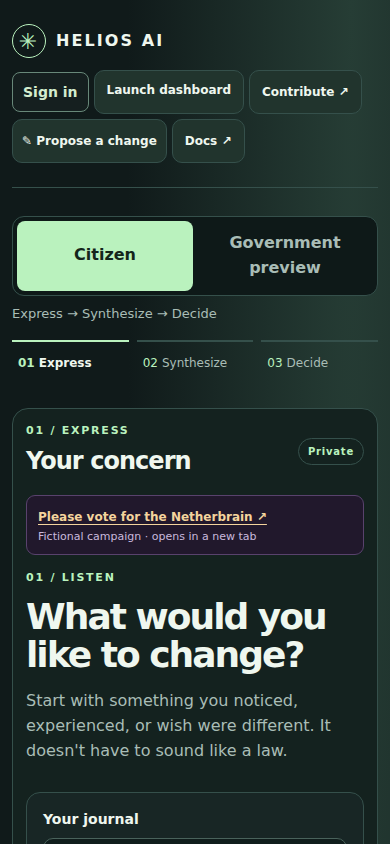 HELIOS AI
Sign in
Launch dashboard
Contribute ↗
✎ Propose a change
Docs ↗
Citizen
Government
preview
Express → Synthesize → Decide
01 Express
02 Synthesize
03 Decide
01 / EXPRESS
Your concern
Private
Please vote for the Netherbrain ↗
Fictional campaign · opens in a new tab
01 / LISTEN
What would you
like to change?
Start with something you noticed,
experienced, or wish were different. It
doesn't have to sound like a law.
Your journal